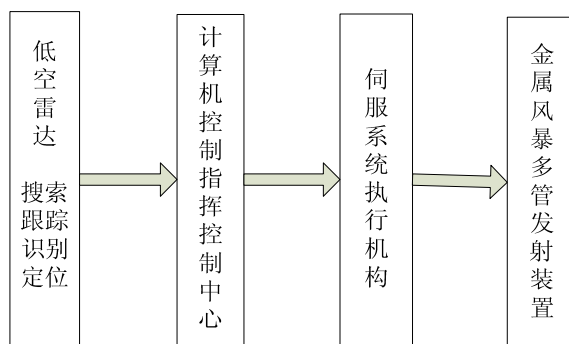 低空雷达
搜索
跟踪
识别
定位
计算机控制指挥控制中心
伺服系统执行机构
金属风暴多管发射装置